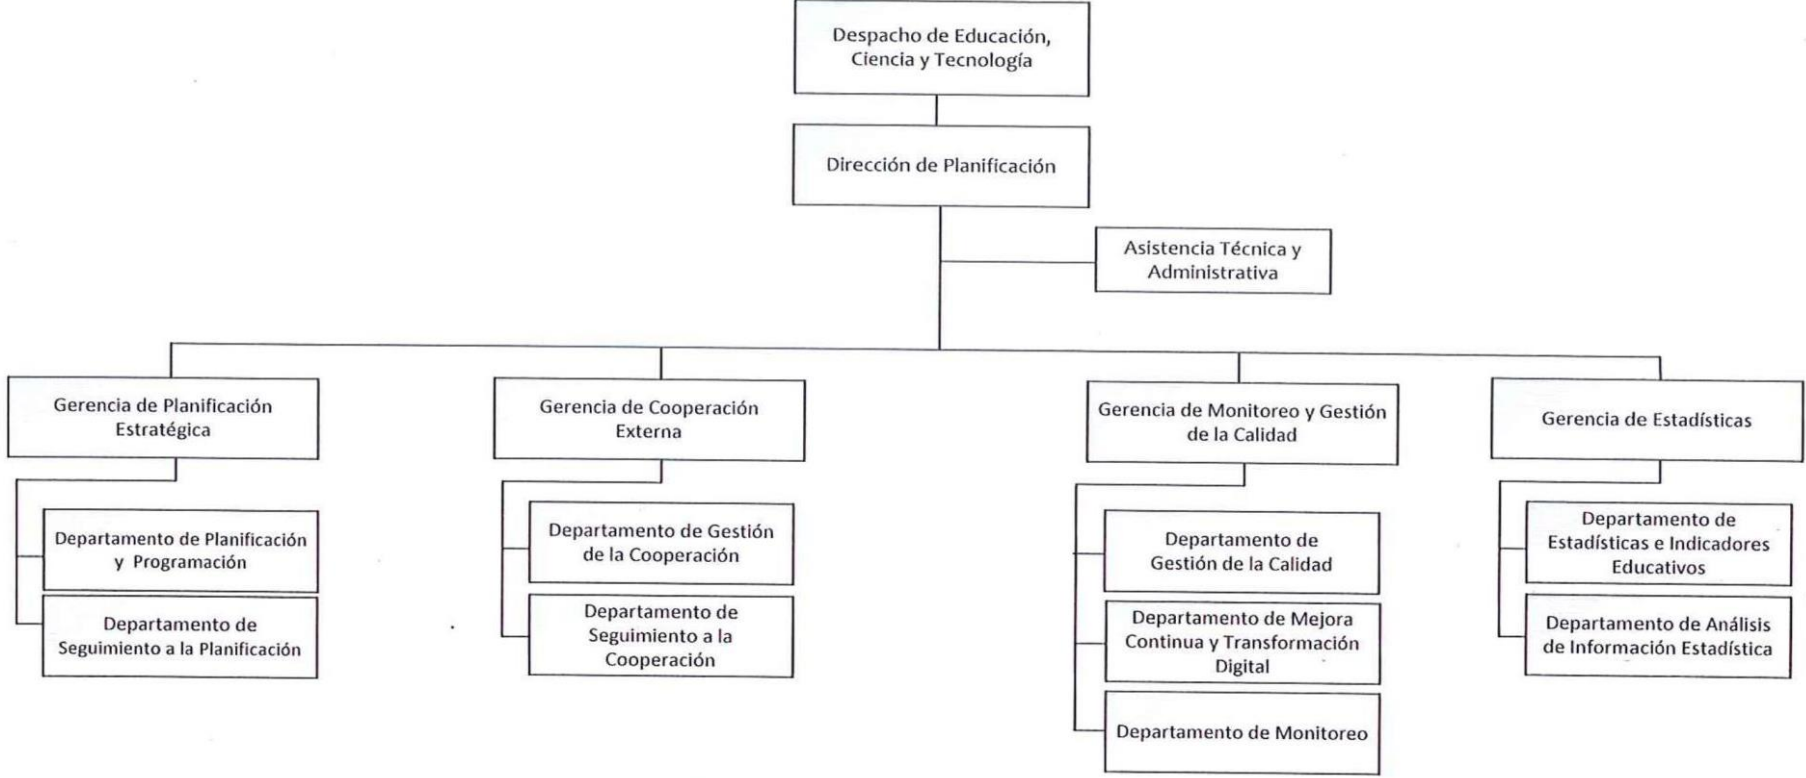 Despacho de Educación,
Ciencia y Tecnología
Dirección de Planificación
Asistencia Técnica y
Administrativa
Gerencia de Planificación
Estratégica
Gerencia de Cooperación
Externa
Gerencia de Monitoreo y Gestión
de la Calidad
Gerencia de Estadísticas
Departamento de Planificación
y Programación
Departamento de
Seguimiento a la Planificación
Departamento de Gestión
de la Cooperación
Departamento de
Seguimiento a la
Cooperación
Departamento de
Gestión de la Calidad
Departamento de Mejora
Continua y Transformación
Digital
Departamento de Monitoreo
Departamento de
Estadísticas e Indicadores
Educativos
Departamento de Análisis
de Información Estadística